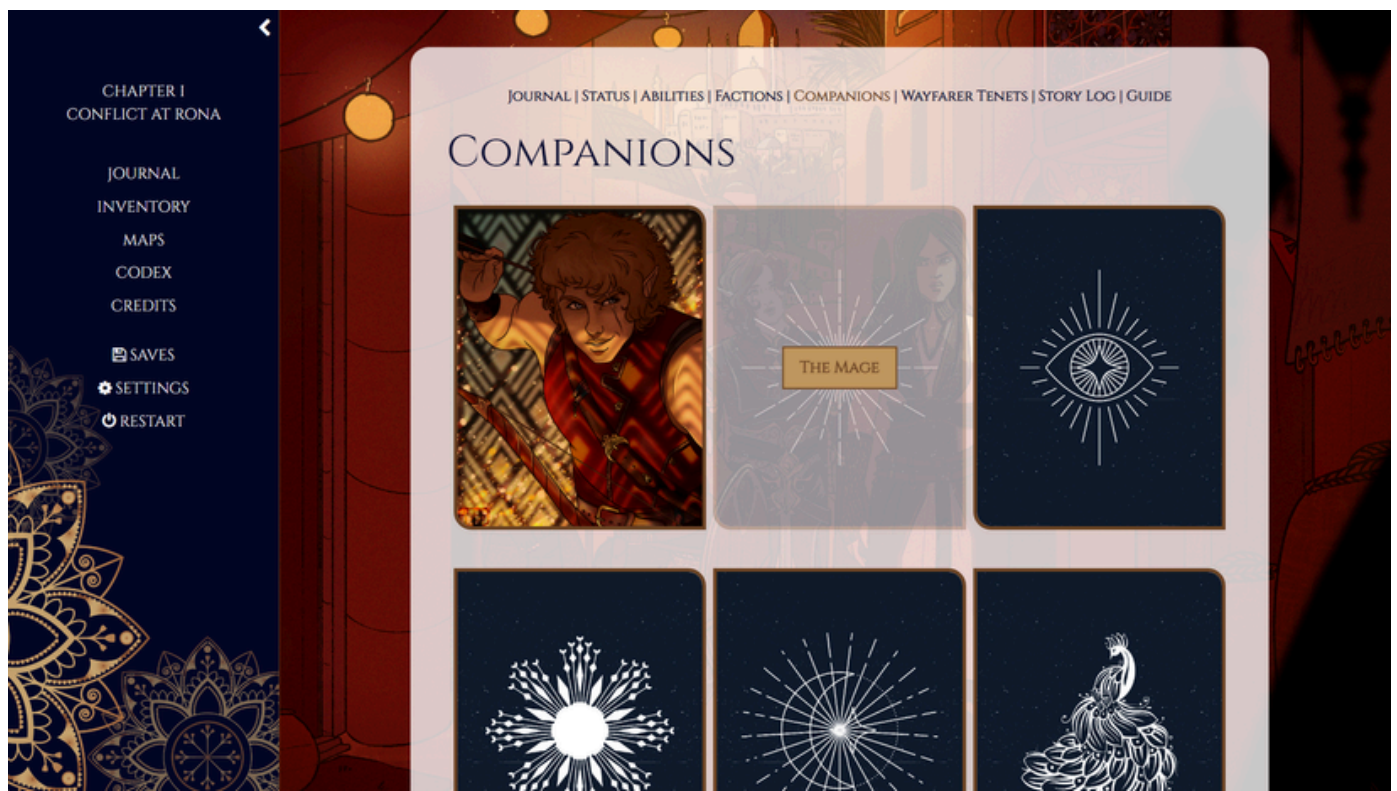 CHAPTER I
CONFLICT AT RONA
JOURNAL
INVENTORY
MAPS
CODEX
CREDITS
SAVES
SETTINGS
RESTART
JOURNAL | STATUS | ABILITIES | FACTIONS | COMPANIONS | WAYFARER TENETS | STORY LOG | GUIDE
COMPANIONS
THE MAGE